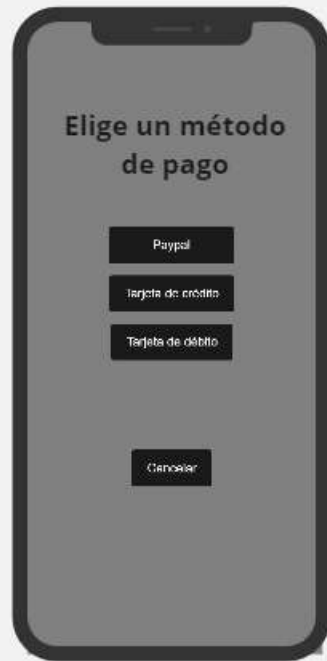 Elige un método
de pago
Paypal
Tarjeta de crédito
Tarjeta de débito
Cancelar